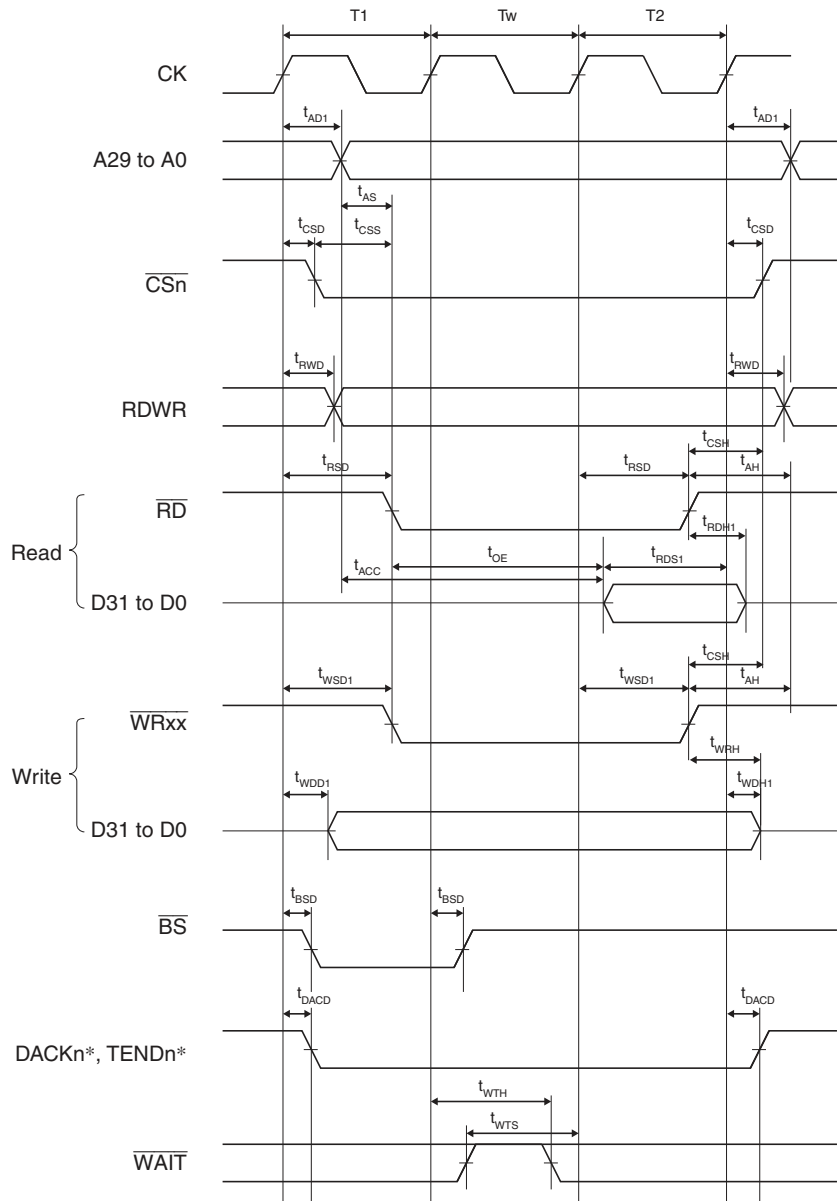 T1 Tw T2
CK
tAD1 tAD1
A29 to A0
tAS
tCSD tCSS tCSD
CSn
tRWD tRWD
RDWR
tCSH
tRSD tRSD tAH
RD
tRDH1
Read
tOE tRDS1
tACC
D31 to D0
tCSH
tWSD1 tWSD1 tAH
WRxx
tWRH
Write
tWDD1 tWDH1
D31 to D0
tBSD tBSD
BS
tDACD tDACD
DACKn*, TENDn*
tWTH
tWTS
WAIT